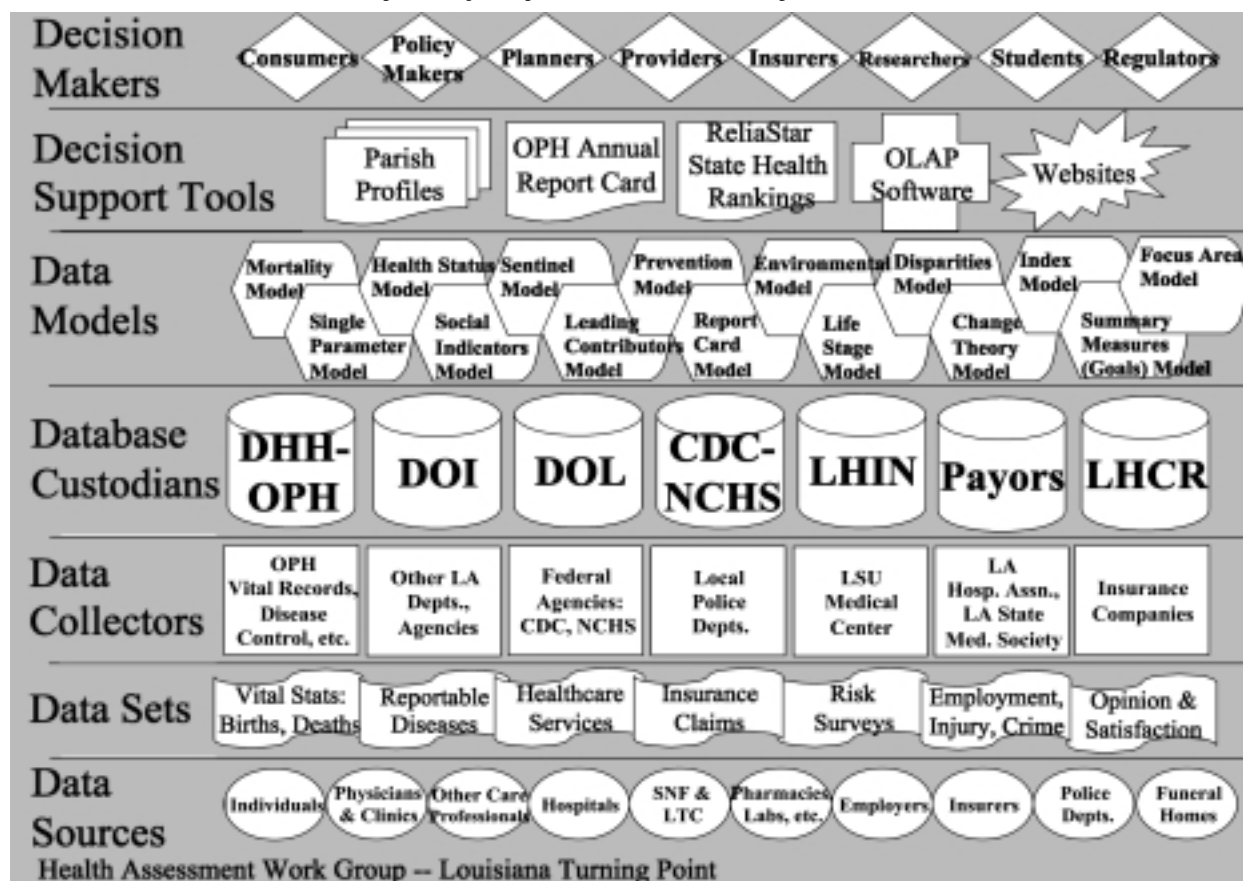 Decision
Makers
Consumers
Policy
Makers
Planners
Providers
Insurers
Researchers
Students
Regulators
Decision
Support Tools
Parish
Profiles
OPH Annual
Report Card
ReliaStar
State Health
Rankings
OLAP
Software
Websites
Data
Models
Mortality
Model
Health Status
Model
Sentinel
Model
Prevention
Model
Environmental
Model
Disparities
Model
Index
Model
Focus Area
Model
Single
Parameter
Model
Social
Indicators
Model
Leading
Contributors
Model
Report
Card
Model
Life
Stage
Model
Change
Theory
Model
Summary
Measures
(Goals) Model
Database
Custodians
DHH-
OPH
DOI
DOL
CDC-
NCHS
LHIN
Payors
LHCR
Data
Collectors
OPH
Vital Records,
Disease
Control, etc.
Other LA
Depts.,
Agencies
Federal
Agencies:
CDC, NCHS
Local
Police
Depts.
LSU
Medical
Center
LA
Hosp. Assn.,
LA State
Med. Society
Insurance
Companies
Data Sets
Vital Stats:
Births, Deaths
Reportable
Diseases
Healthcare
Services
Insurance
Claims
Risk
Surveys
Employment,
Injury, Crime
Opinion &
Satisfaction
Data
Sources
Individuals
Physicians
& Clinics
Other Care
Professionals
Hospitals
SNF &
LTC
Pharmacies,
Labs, etc.
Employers
Insurers
Police
Depts.
Funeral
Homes
Health Assessment Work Group -- Louisiana Turning Point